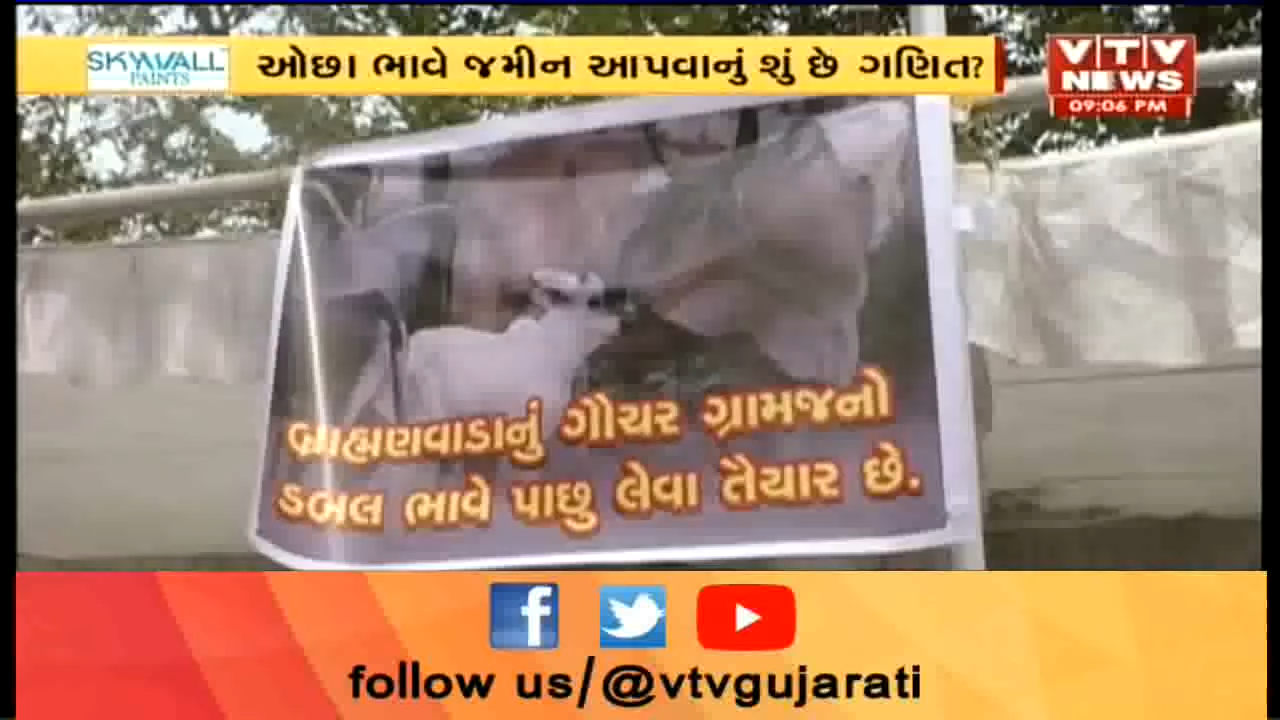 SKYWALL
PAINTS
ઓછા ભાવે જમીન આપવાનું શું છે ગણિત?
VTV
NEWS
09:06 PM
બ્રાહ્મણવાડાનું ગૌચર ગ્રામજનો
ડબલ ભાવે પાછુ લેવા તૈયાર છે.
follow us/@vtvgujarati